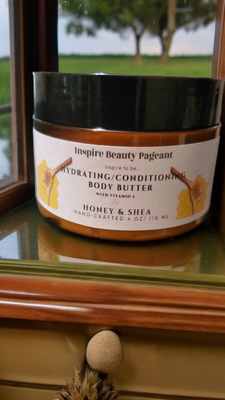 Inspire Beauty Pageant
inspire to be...
HYDRATING/CONDITIONING
BODY BUTTER
WITH VITAMIN E
HONEY & SHEA
HAND-CRAFTED 4 OZ/ 118 ML